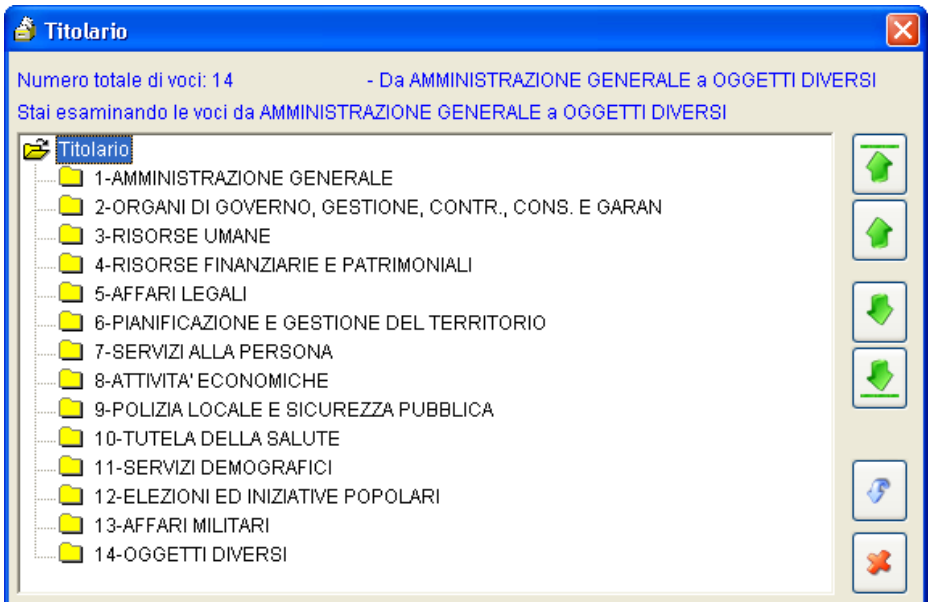 Titolario
Numero totale di voci: 14 - Da AMMINISTRAZIONE GENERALE a OGGETTI DIVERSI
Stai esaminando le voci da AMMINISTRAZIONE GENERALE a OGGETTI DIVERSI
Titolario
1-AMMINISTRAZIONE GENERALE
2-ORGANI DI GOVERNO, GESTIONE, CONTR., CONS. E GARAN
3-RISORSE UMANE
4-RISORSE FINANZIARIE E PATRIMONIALI
5-AFFARI LEGALI
6-PIANIFICAZIONE E GESTIONE DEL TERRITORIO
7-SERVIZI ALLA PERSONA
8-ATTIVITA' ECONOMICHE
9-POLIZIA LOCALE E SICUREZZA PUBBLICA
10-TUTELA DELLA SALUTE
11-SERVIZI DEMOGRAFICI
12-ELEZIONI ED INIZIATIVE POPOLARI
13-AFFARI MILITARI
14-OGGETTI DIVERSI